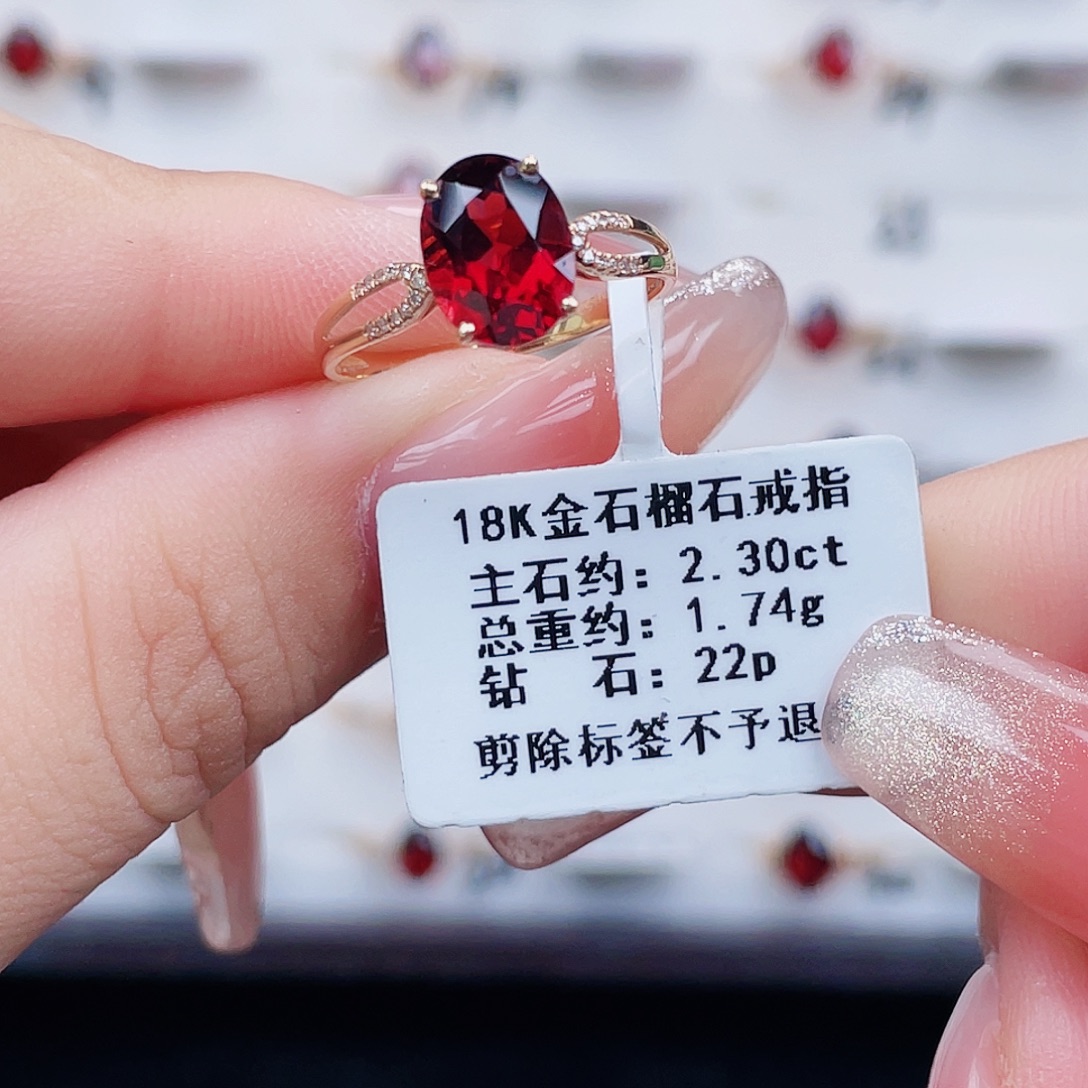 18K金石榴石戒指
主石约: 2.30ct
总重约: 1.74g
钻 石: 22p
剪除标签不予退